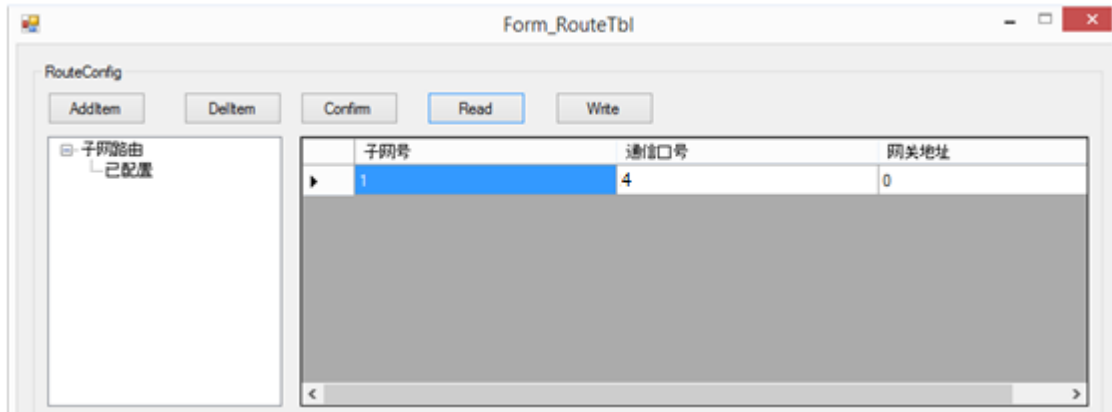 Form_RouteTbl
RouteConfig
AddItem DelItem Confirm Read Write
子网路由
已配置
子网号 通信口号 网关地址
1 4 0